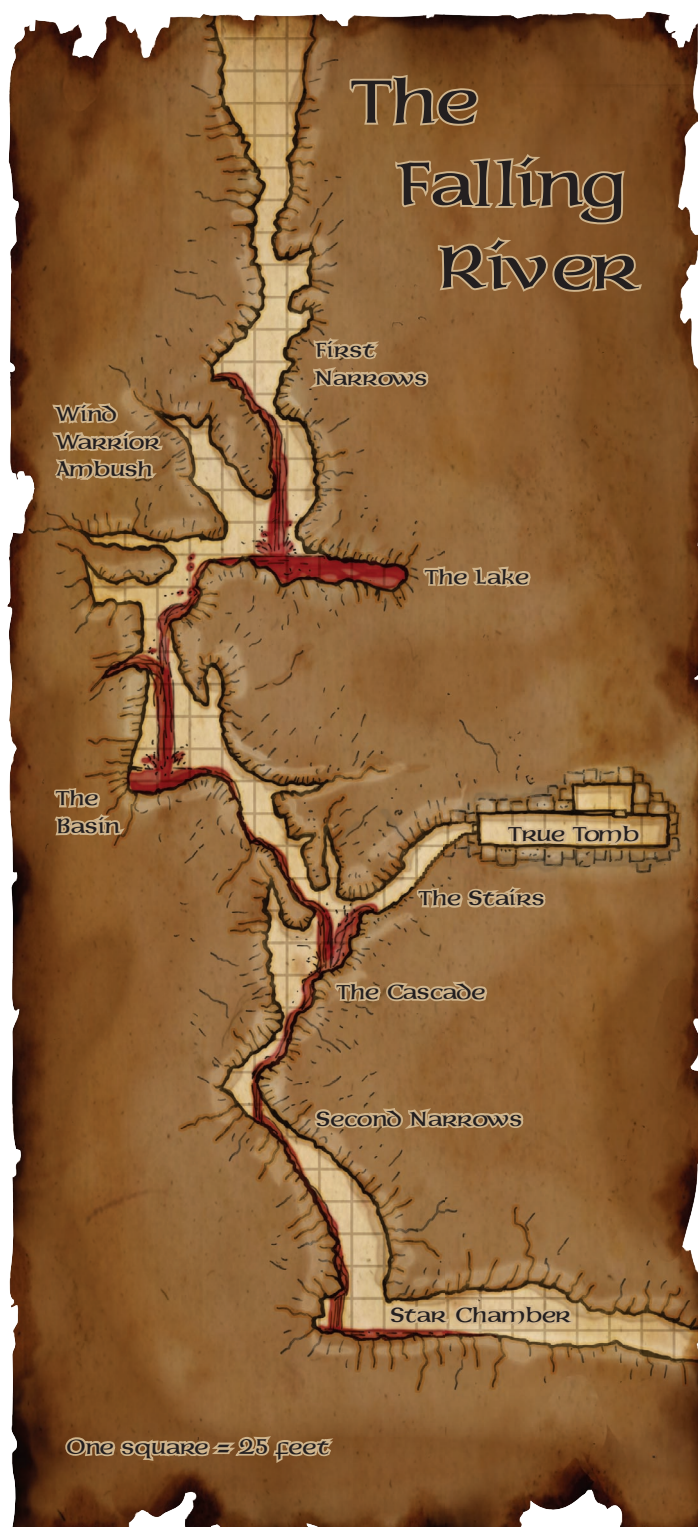 The
Falling
River
First
Narrows
Wind
Warrior
Ambush
The Lake
The
Basin
True Tomb
The Stairs
The Cascade
Second Narrows
Star Chamber
One square = 25 feet